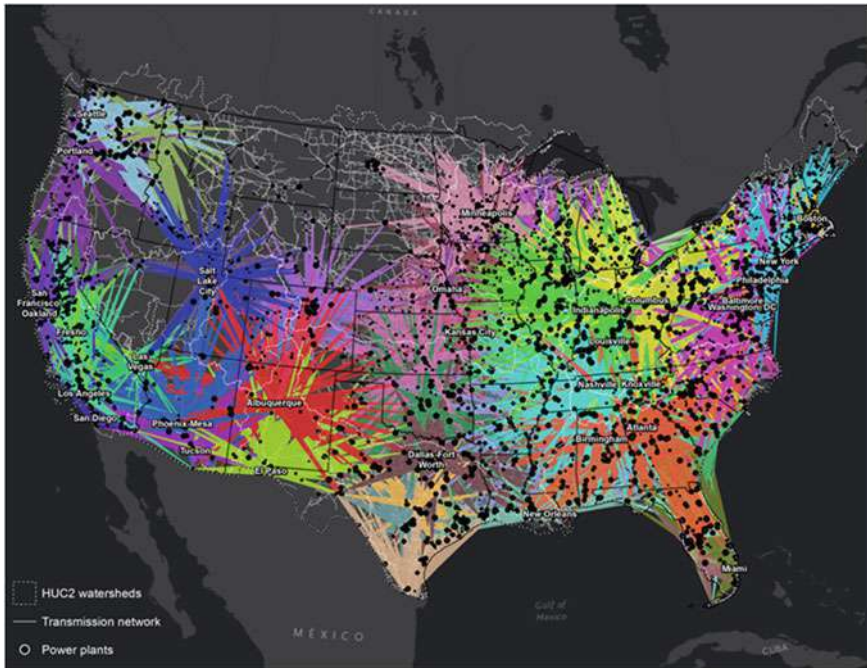 CANADA
Seattle
Portland
Minneapolis
Boston
Salt
Lake
City
Omaha
New York
Philadelphia
San
Francisco
Oakland
Indianapolis
Columbus
Baltimore
Washington DC
Fresno
Kansas City
Louisville
Las
Vegas
Nashville
Knoxville
Los Angeles
Albuquerque
San Diego
Phoenix-Mesa
Atlanta
Birmingham
Tucson
Dallas-Fort
Worth
El Paso
New Orleans
Miami
HUC2 watersheds
Transmission network
Gulf of
Mexico
MÉXICO
Power plants
CUBA